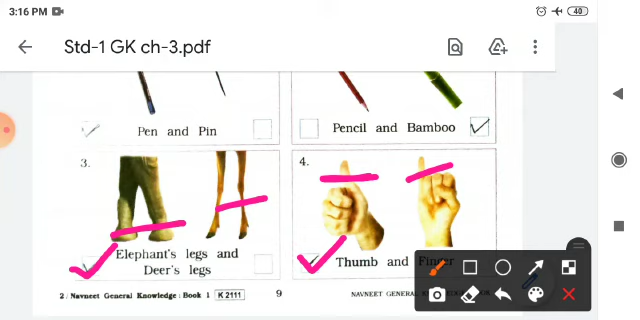 3:16 PM
40
Std-1 GK ch-3.pdf
Pen and Pin
Pencil and Bamboo
3.
4.
Elephant's legs and
Deer's legs
Thumb and Finger
2 / Navneet General Knowledge : Book 1 K 2111
9
NAVNEET GENERAL